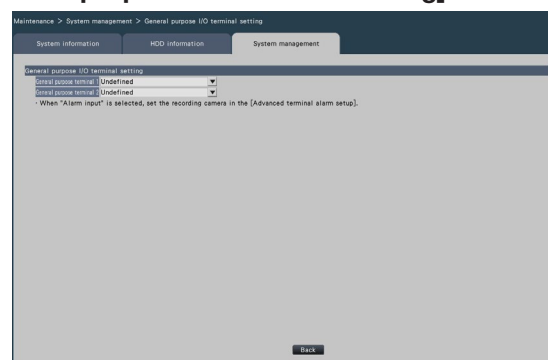 Maintenance > System management > General purpose I/O terminal setting
System information
HDD information
System management
General purpose I/O terminal setting
General purpose terminal 1 Undefined
General purpose terminal 2 Undefined
· When "Alarm input" is selected, set the recording camera in the [Advanced terminal alarm setup].
Back